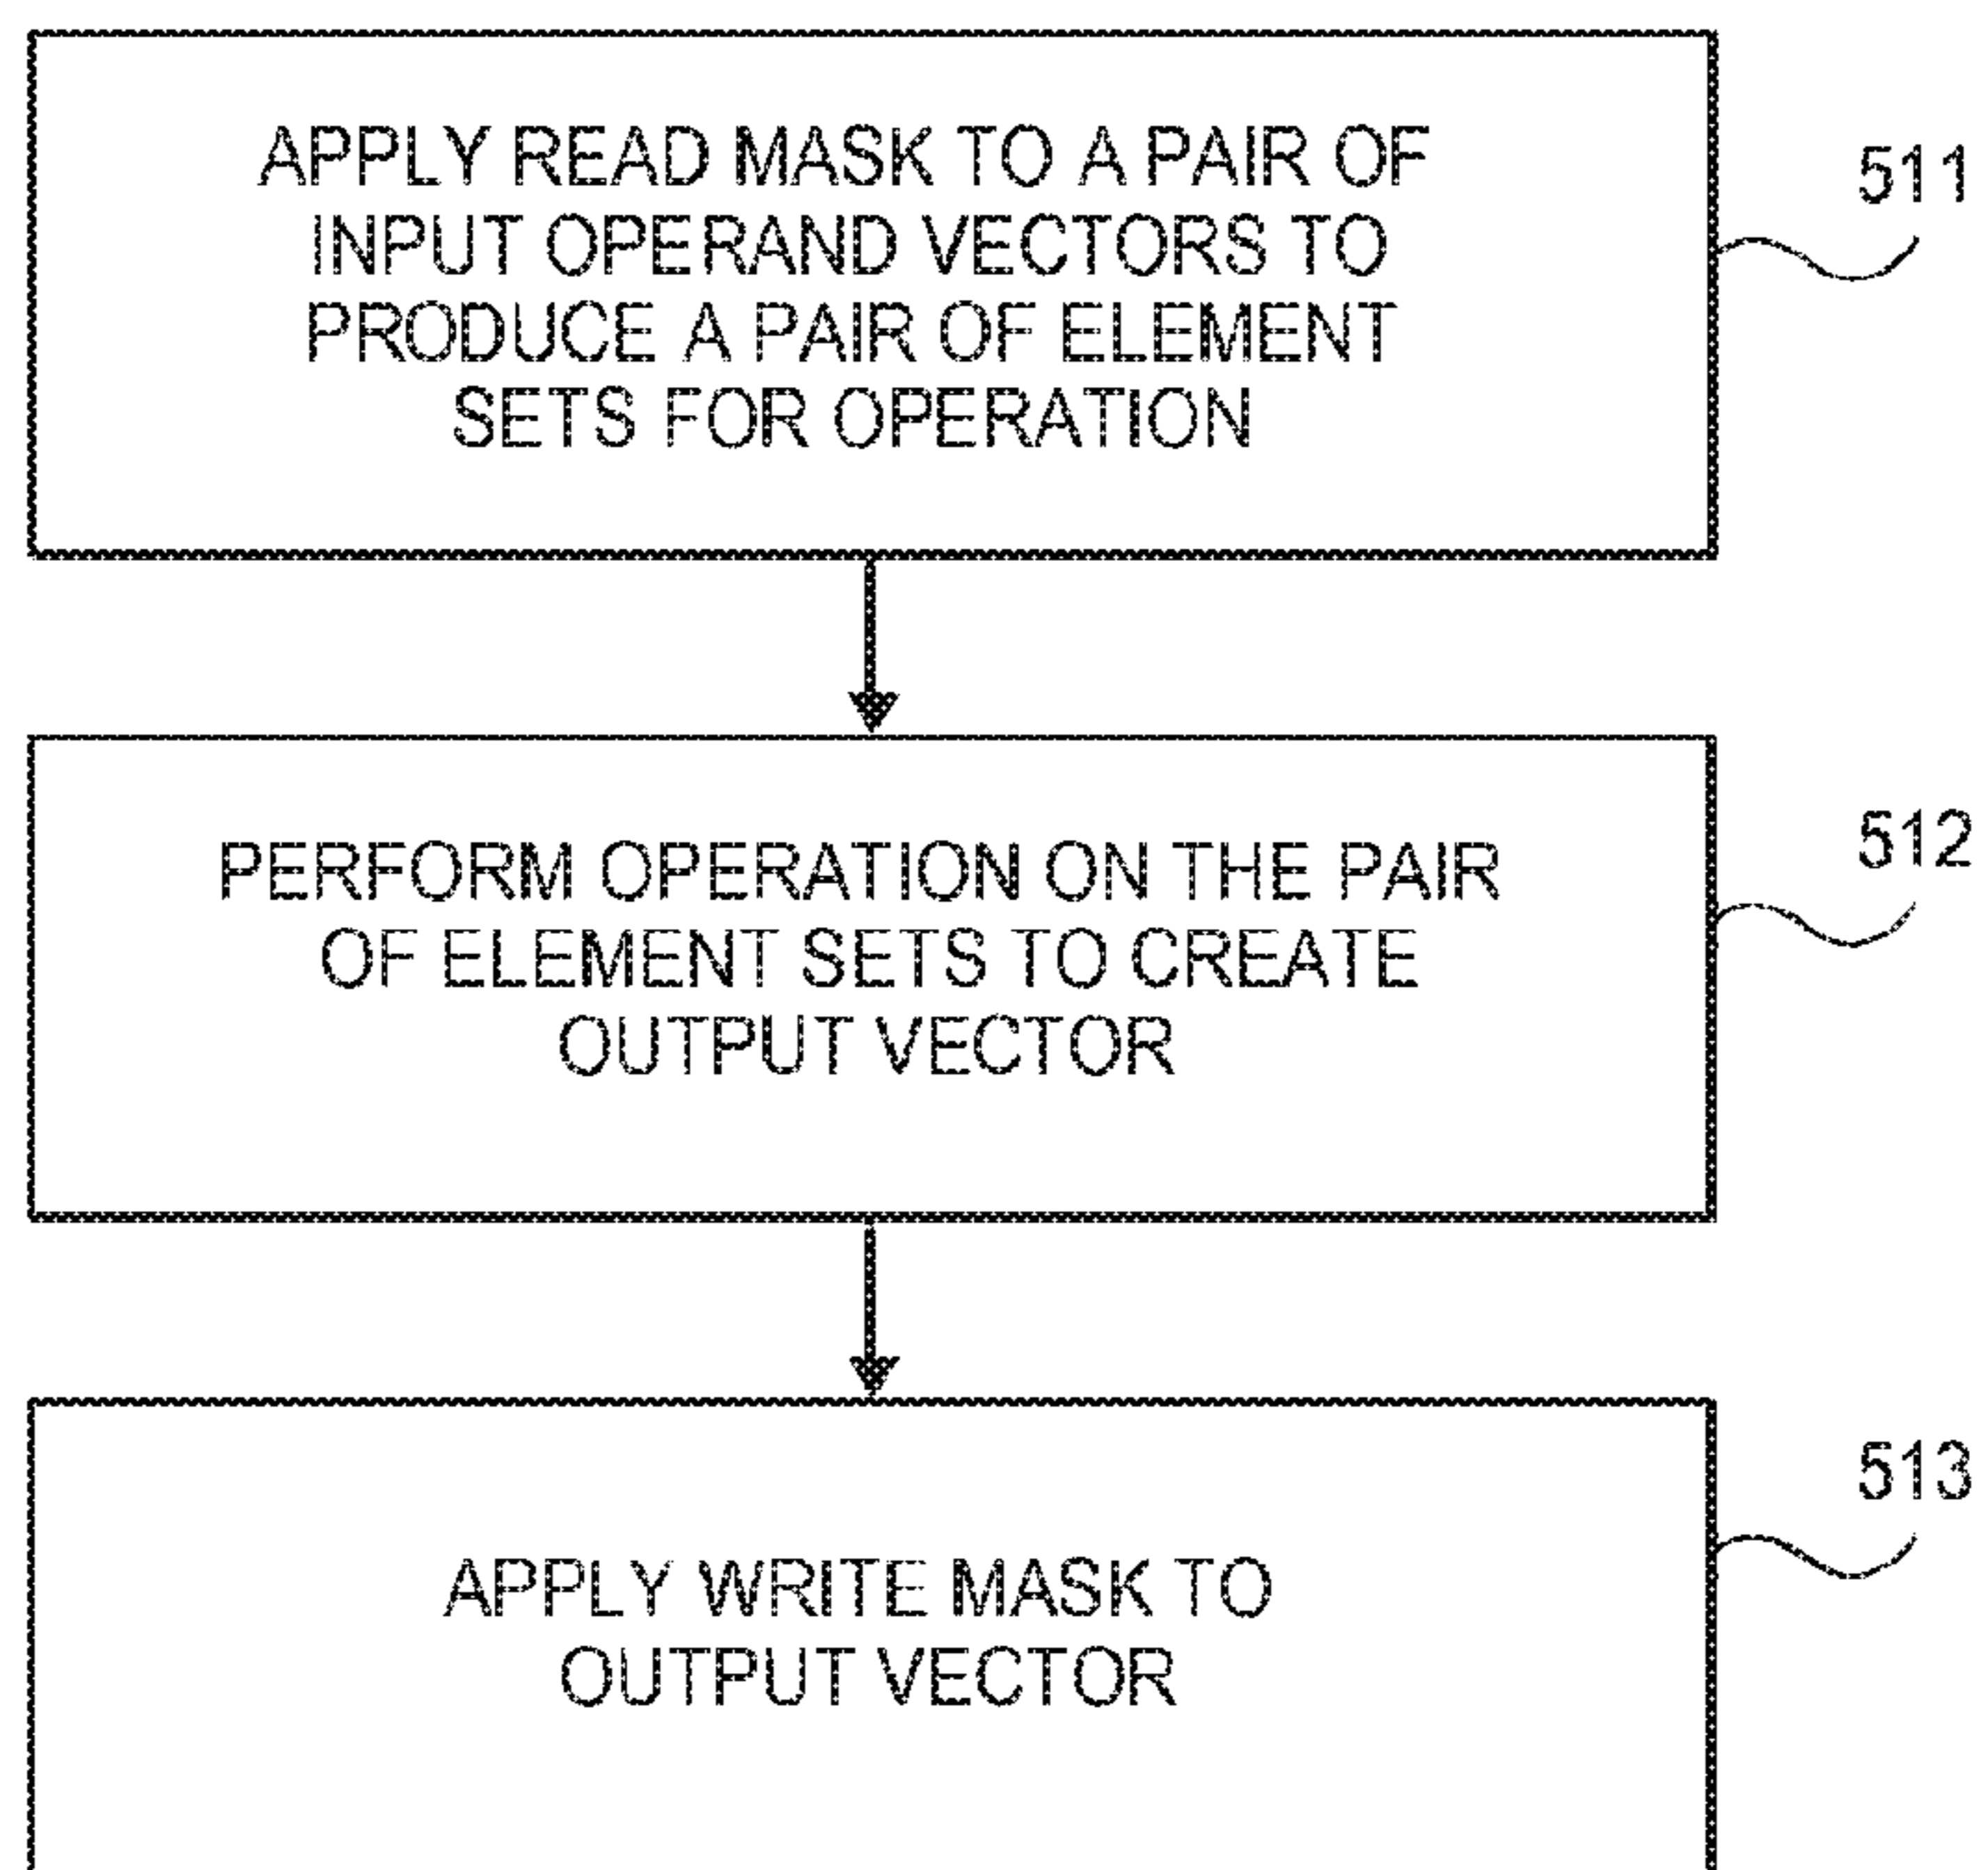 APPLY READ MASK TO A PAIR OF
INPUT OPERAND VECTORS TO
PRODUCE A PAIR OF ELEMENT
SETS FOR OPERATION
511
PERFORM OPERATION ON THE PAIR
OF ELEMENT SETS TO CREATE
OUTPUT VECTOR
512
APPLY WRITE MASK TO
OUTPUT VECTOR
513